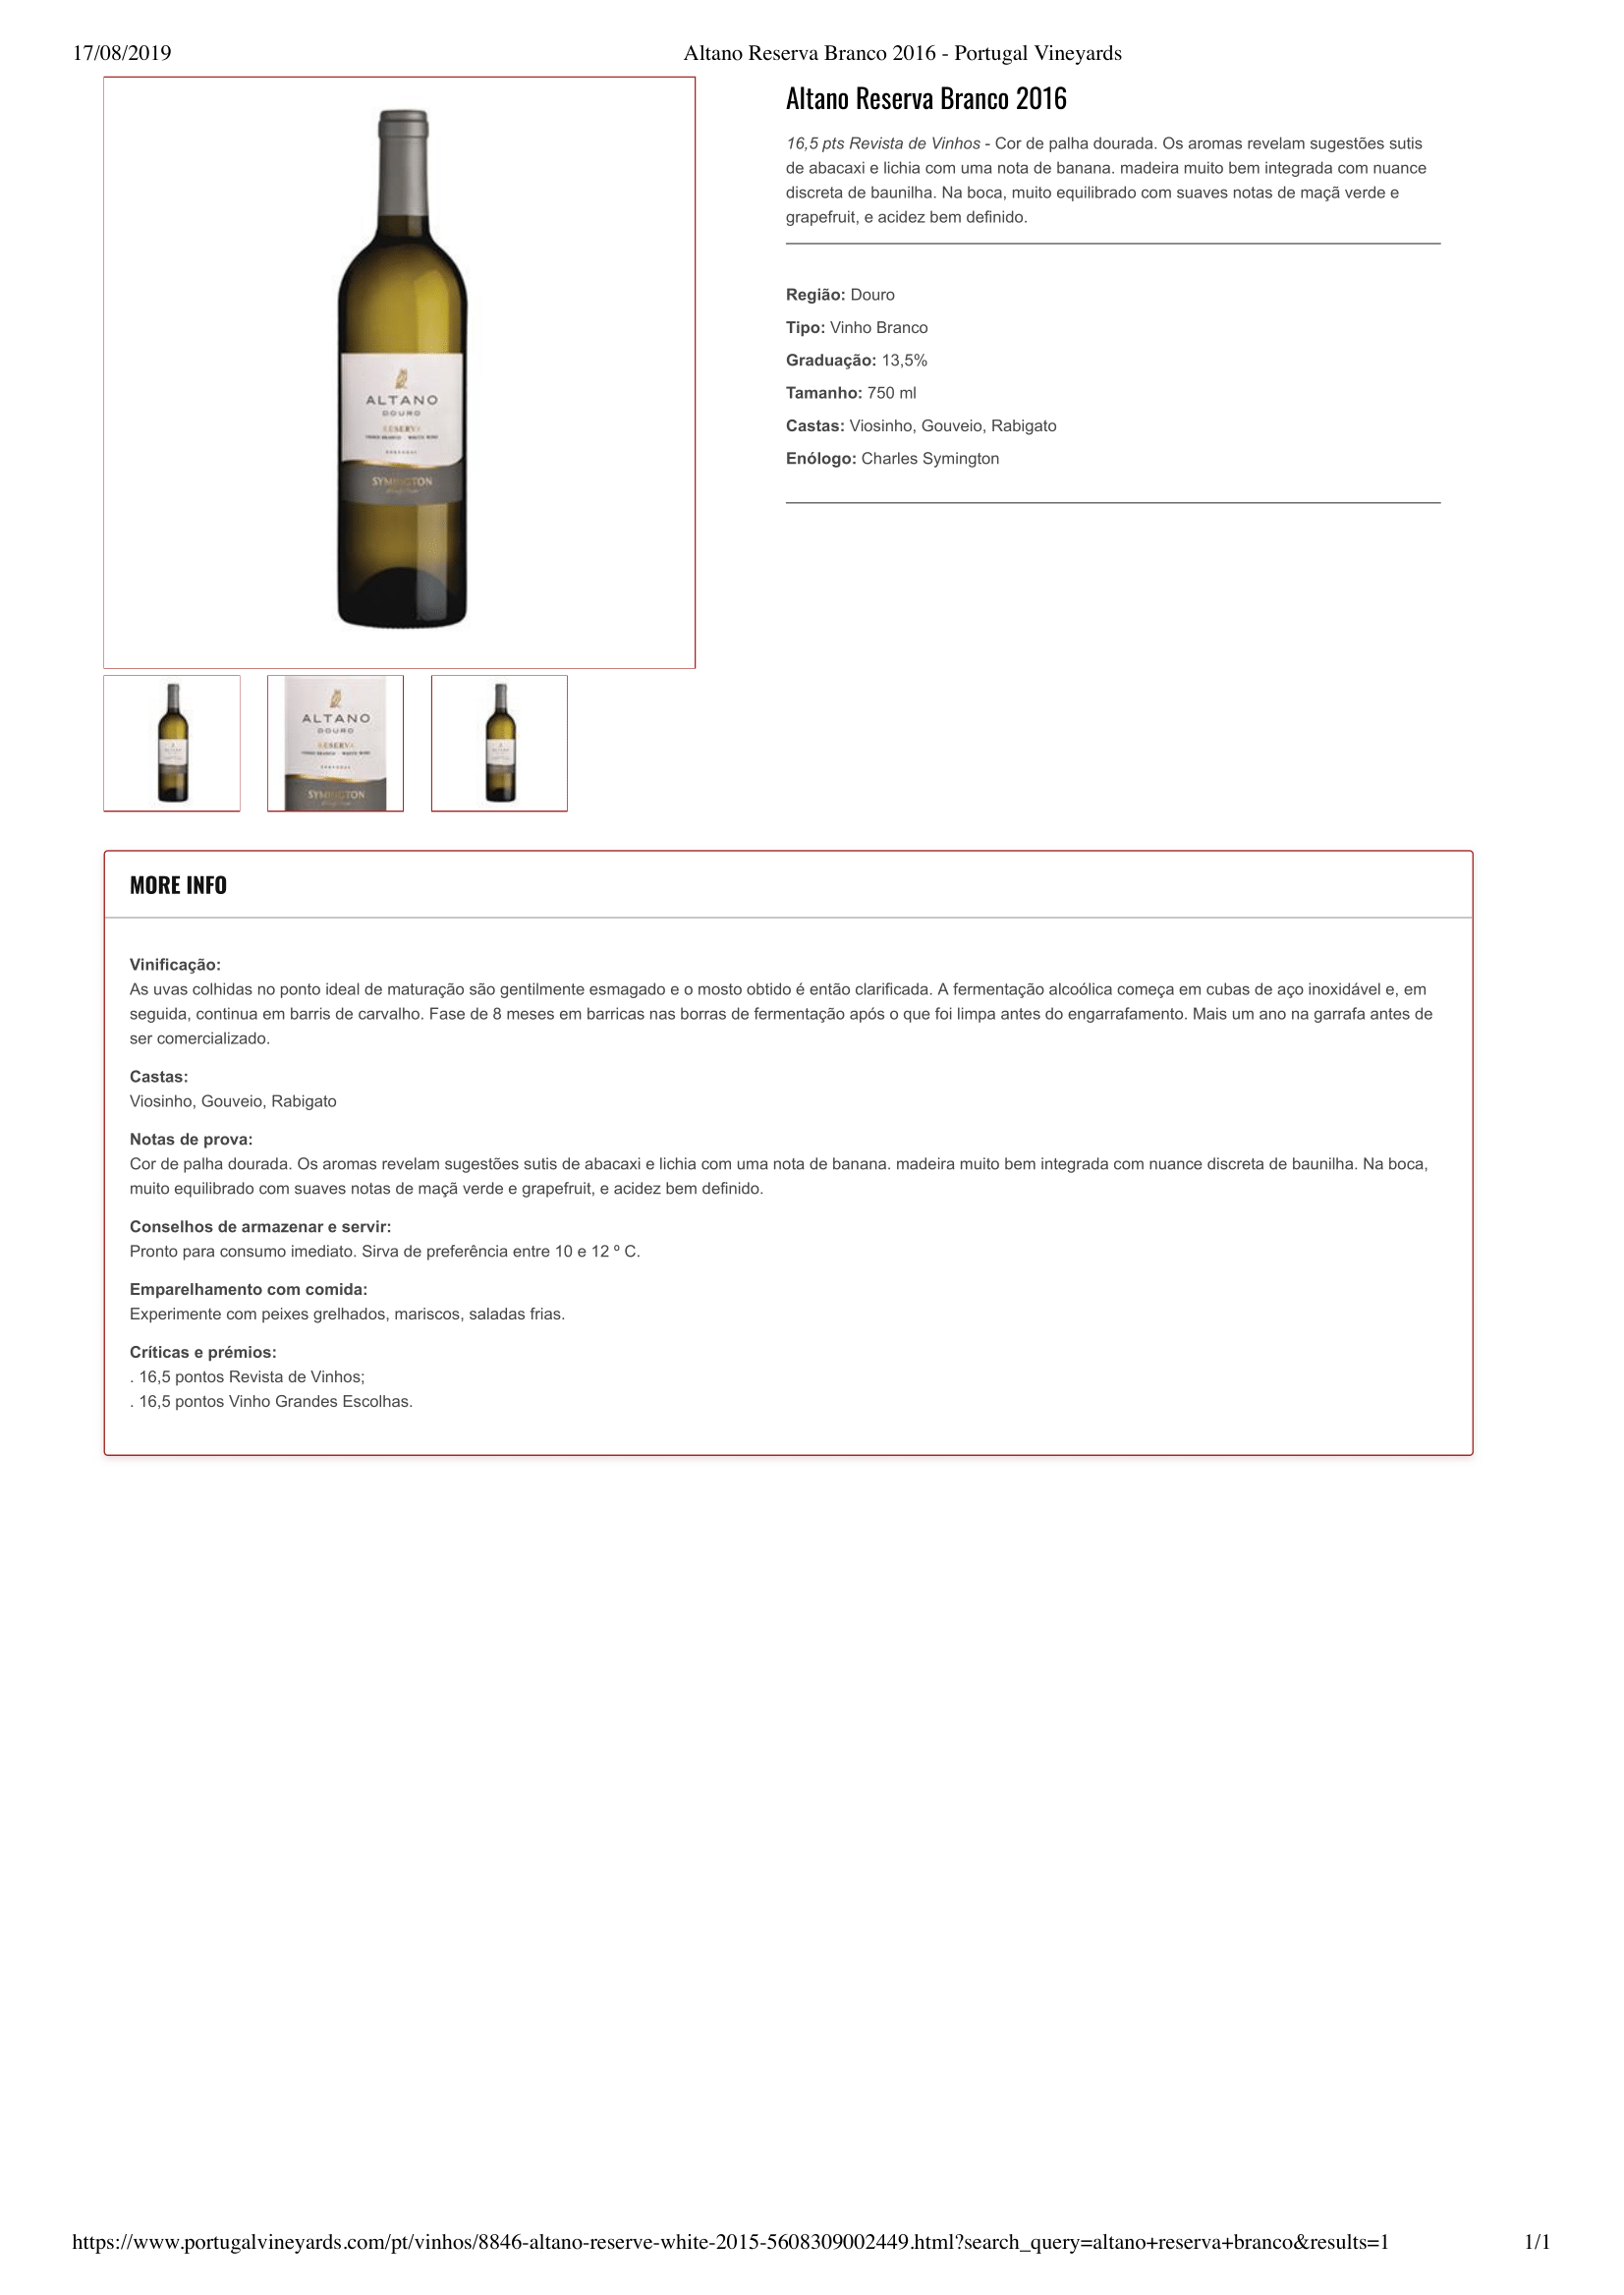 17/08/2019
Altano Reserva Branco 2016 - Portugal Vineyards
Altano Reserva Branco 2016
16,5 pts Revista de Vinhos - Cor de palha dourada. Os aromas revelam sugestões sutis
de abacaxi e lichia com uma nota de banana. madeira muito bem integrada com nuance
discreta de baunilha. Na boca, muito equilibrado com suaves notas de maçã verde e
grapefruit, e acidez bem definido.
Região: Douro
Tipo: Vinho Branco
Graduação: 13,5%
Tamanho: 750 ml
Castas: Viosinho, Gouveio, Rabigato
Enólogo: Charles Symington
ALTANO
DOURO
RESERVA
VINHO BRANCO WHITE WINE
PORTUGAL
SYMINGTON
ALTANO
DOURO
RESERVA
VINHO BRANCO WHITE WINE
PORTUGAL
SYMINGTON
MORE INFO
Vinificação:
As uvas colhidas no ponto ideal de maturação são gentilmente esmagado e o mosto obtido é então clarificada. A fermentação alcoólica começa em cubas de aço inoxidável e, em
seguida, continua em barris de carvalho. Fase de 8 meses em barricas nas borras de fermentação após o que foi limpa antes do engarrafamento. Mais um ano na garrafa antes de
ser comercializado.
Castas:
Viosinho, Gouveio, Rabigato
Notas de prova:
Cor de palha dourada. Os aromas revelam sugestões sutis de abacaxi e lichia com uma nota de banana. madeira muito bem integrada com nuance discreta de baunilha. Na boca,
muito equilibrado com suaves notas de maçã verde e grapefruit, e acidez bem definido.
Conselhos de armazenar e servir:
Pronto para consumo imediato. Sirva de preferência entre 10 e 12 º C.
Emparelhamento com comida:
Experimente com peixes grelhados, mariscos, saladas frias.
Críticas e prémios:
. 16,5 pontos Revista de Vinhos;
. 16,5 pontos Vinho Grandes Escolhas.
https://www.portugalvineyards.com/pt/vinhos/8846-altano-reserve-white-2015-5608309002449.html?search_query=altano+reserva+branco&results=1
1/1